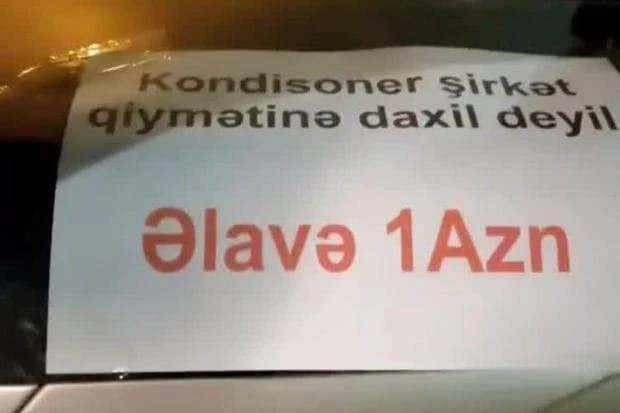 Kondisoner şirkət
qiymətinə daxil deyil
Əlavə 1Azn